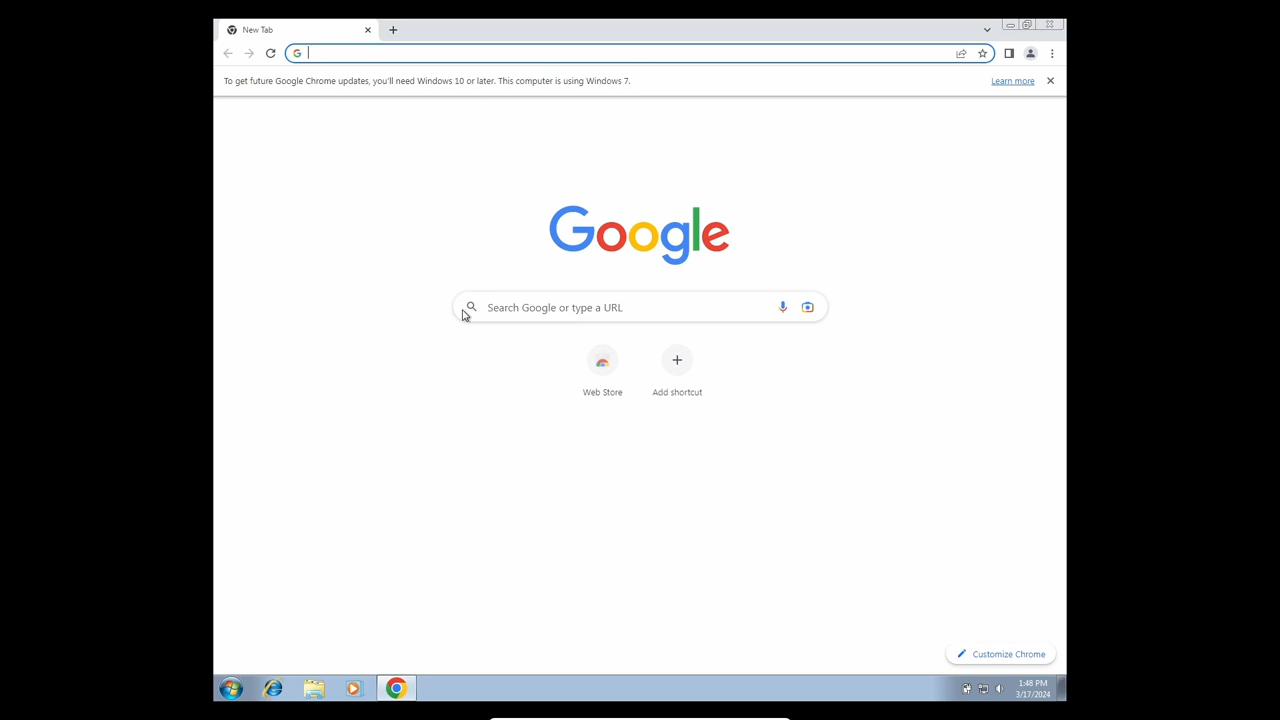 New Tab
To get future Google Chrome updates, you'll need Windows 10 or later. This computer is using Windows 7.
Learn more
Google
Search Google or type a URL
Web Store
Add shortcut
Customize Chrome
1:48 PM
3/17/2024